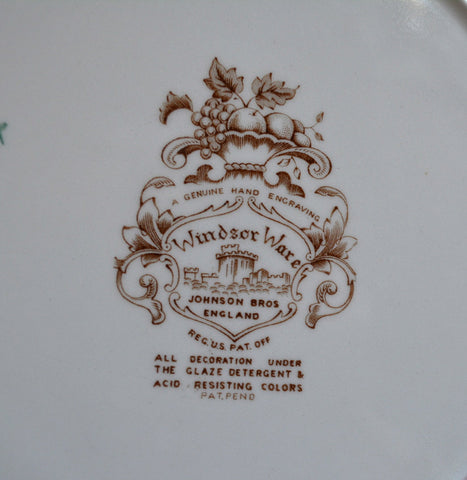 A GENUINE HAND ENGRAVING
Windsor Ware
JOHNSON BROS
ENGLAND
REG. U.S. PAT. OFF
ALL DECORATION UNDER
THE GLAZE DETERGENT &
ACID . RESISTING COLORS
PAT. PEND